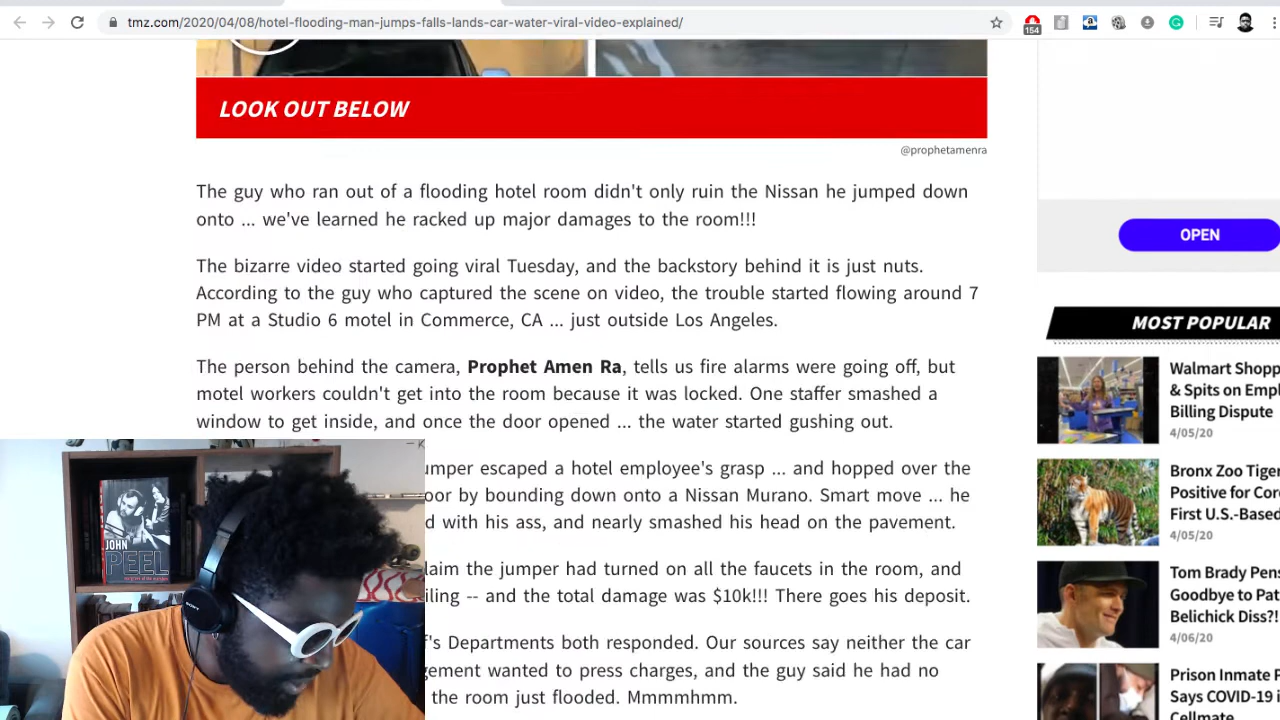 tmz.com/2020/04/08/hotel-flooding-man-jumps-falls-lands-car-water-viral-video-explained/
154
LOOK OUT BELOW
@prophetamenra
The guy who ran out of a flooding hotel room didn't only ruin the Nissan he jumped down
onto ... we've learned he racked up major damages to the room!!!
The bizarre video started going viral Tuesday, and the backstory behind it is just nuts.
According to the guy who captured the scene on video, the trouble started flowing around 7
PM at a Studio 6 motel in Commerce, CA ... just outside Los Angeles.
The person behind the camera, Prophet Amen Ra, tells us fire alarms were going off, but
motel workers couldn't get into the room because it was locked. One staffer smashed a
window to get inside, and once the door opened ... the water started gushing out.
umper escaped a hotel employee's grasp ... and hopped over the
oor by bounding down onto a Nissan Murano. Smart move ... he
d with his ass, and nearly smashed his head on the pavement.
laim the jumper had turned on all the faucets in the room, and
iling -- and the total damage was $10k!!! There goes his deposit.
f's Departments both responded. Our sources say neither the car
gement wanted to press charges, and the guy said he had no
the room just flooded. Mmmmhmm.
JOHN
PEEL
SONY
OPEN
MOST POPULAR
Walmart Shopp
& Spits on Empl
Billing Dispute
4/05/20
Bronx Zoo Tiger
Positive for Cor
First U.S.-Based
4/05/20
Tom Brady Pens
Goodbye to Pat
Belichick Diss?!
4/06/20
Prison Inmate P
Says COVID-19 i
Cellmate